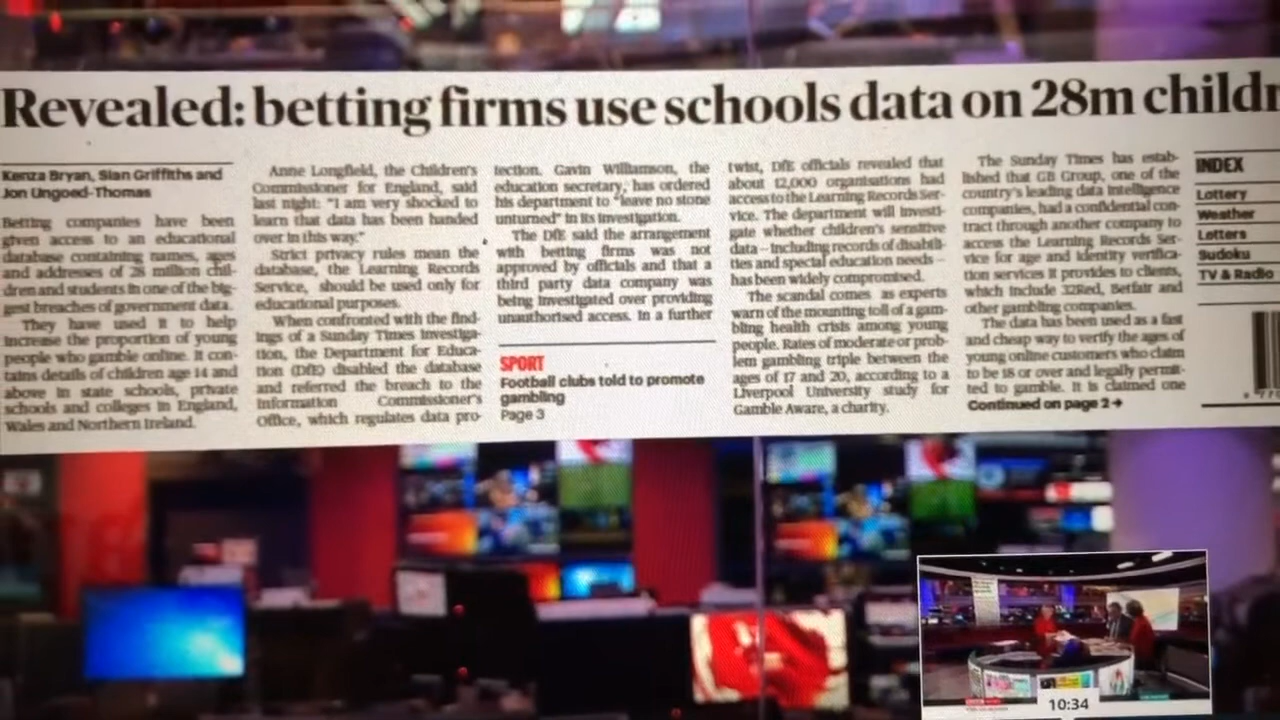 Revealed: betting firms use schools data on 28m childr
Kenza Bryan, Sian Griffiths and
Jon Ungoed-Thomas
Betting companies have been
given access to an educational
database containing names, ages
and addresses of 28 million chil-
dren and students in one of the big-
gest breaches of government data.
They have used it to help
increase the proportion of young
people who gamble online. It con-
tains details of children age 14 and
above in state schools, private
schools and colleges in England,
Wales and Northern Ireland.
Anne Longfield, the Children's
Commissioner for England, said
last night: "I am very shocked to
learn that data has been handed
over in this way."
Strict privacy rules mean the
database, the Learning Records
Service, should be used only for
educational purposes.
When confronted with the find-
ings of a Sunday Times investiga-
tion, the Department for Educa-
tion (DfE) disabled the database
and referred the breach to the
Information Commissioner's
Office, which regulates data pro-
tection. Gavin Williamson, the
education secretary, has ordered
his department to "leave no stone
unturned" in its investigation.
The DfE said the arrangement
with betting firms was not
approved by officials and that a
third party data company was
being investigated over providing
unauthorised access. In a further
SPORT
Football clubs told to promote
gambling
Page 3
twist, DfE officials revealed that
about 12,000 organisations had
access to the Learning Records Ser-
vice. The department will investi-
gate whether children's sensitive
data — including records of disabili-
ties and special education needs —
has been widely compromised.
The scandal comes as experts
warn of the mounting toll of a gam-
bling health crisis among young
people. Rates of moderate or prob-
lem gambling triple between the
ages of 17 and 20, according to a
Liverpool University study for
Gamble Aware, a charity.
The Sunday Times has estab-
lished that GB Group, one of the
country's leading data intelligence
companies, had a confidential con-
tract through another company to
access the Learning Records Ser-
vice for age and identity verifica-
tion services it provides to clients,
which include 32Red, Betfair and
other gambling companies.
The data has been used as a fast
and cheap way to verify the ages of
young online customers who claim
to be 18 or over and legally permit-
ted to gamble. It is claimed one
Continued on page 2→
INDEX
Lottery
Weather
Letters
Sudoku
TV & Radio
10:34